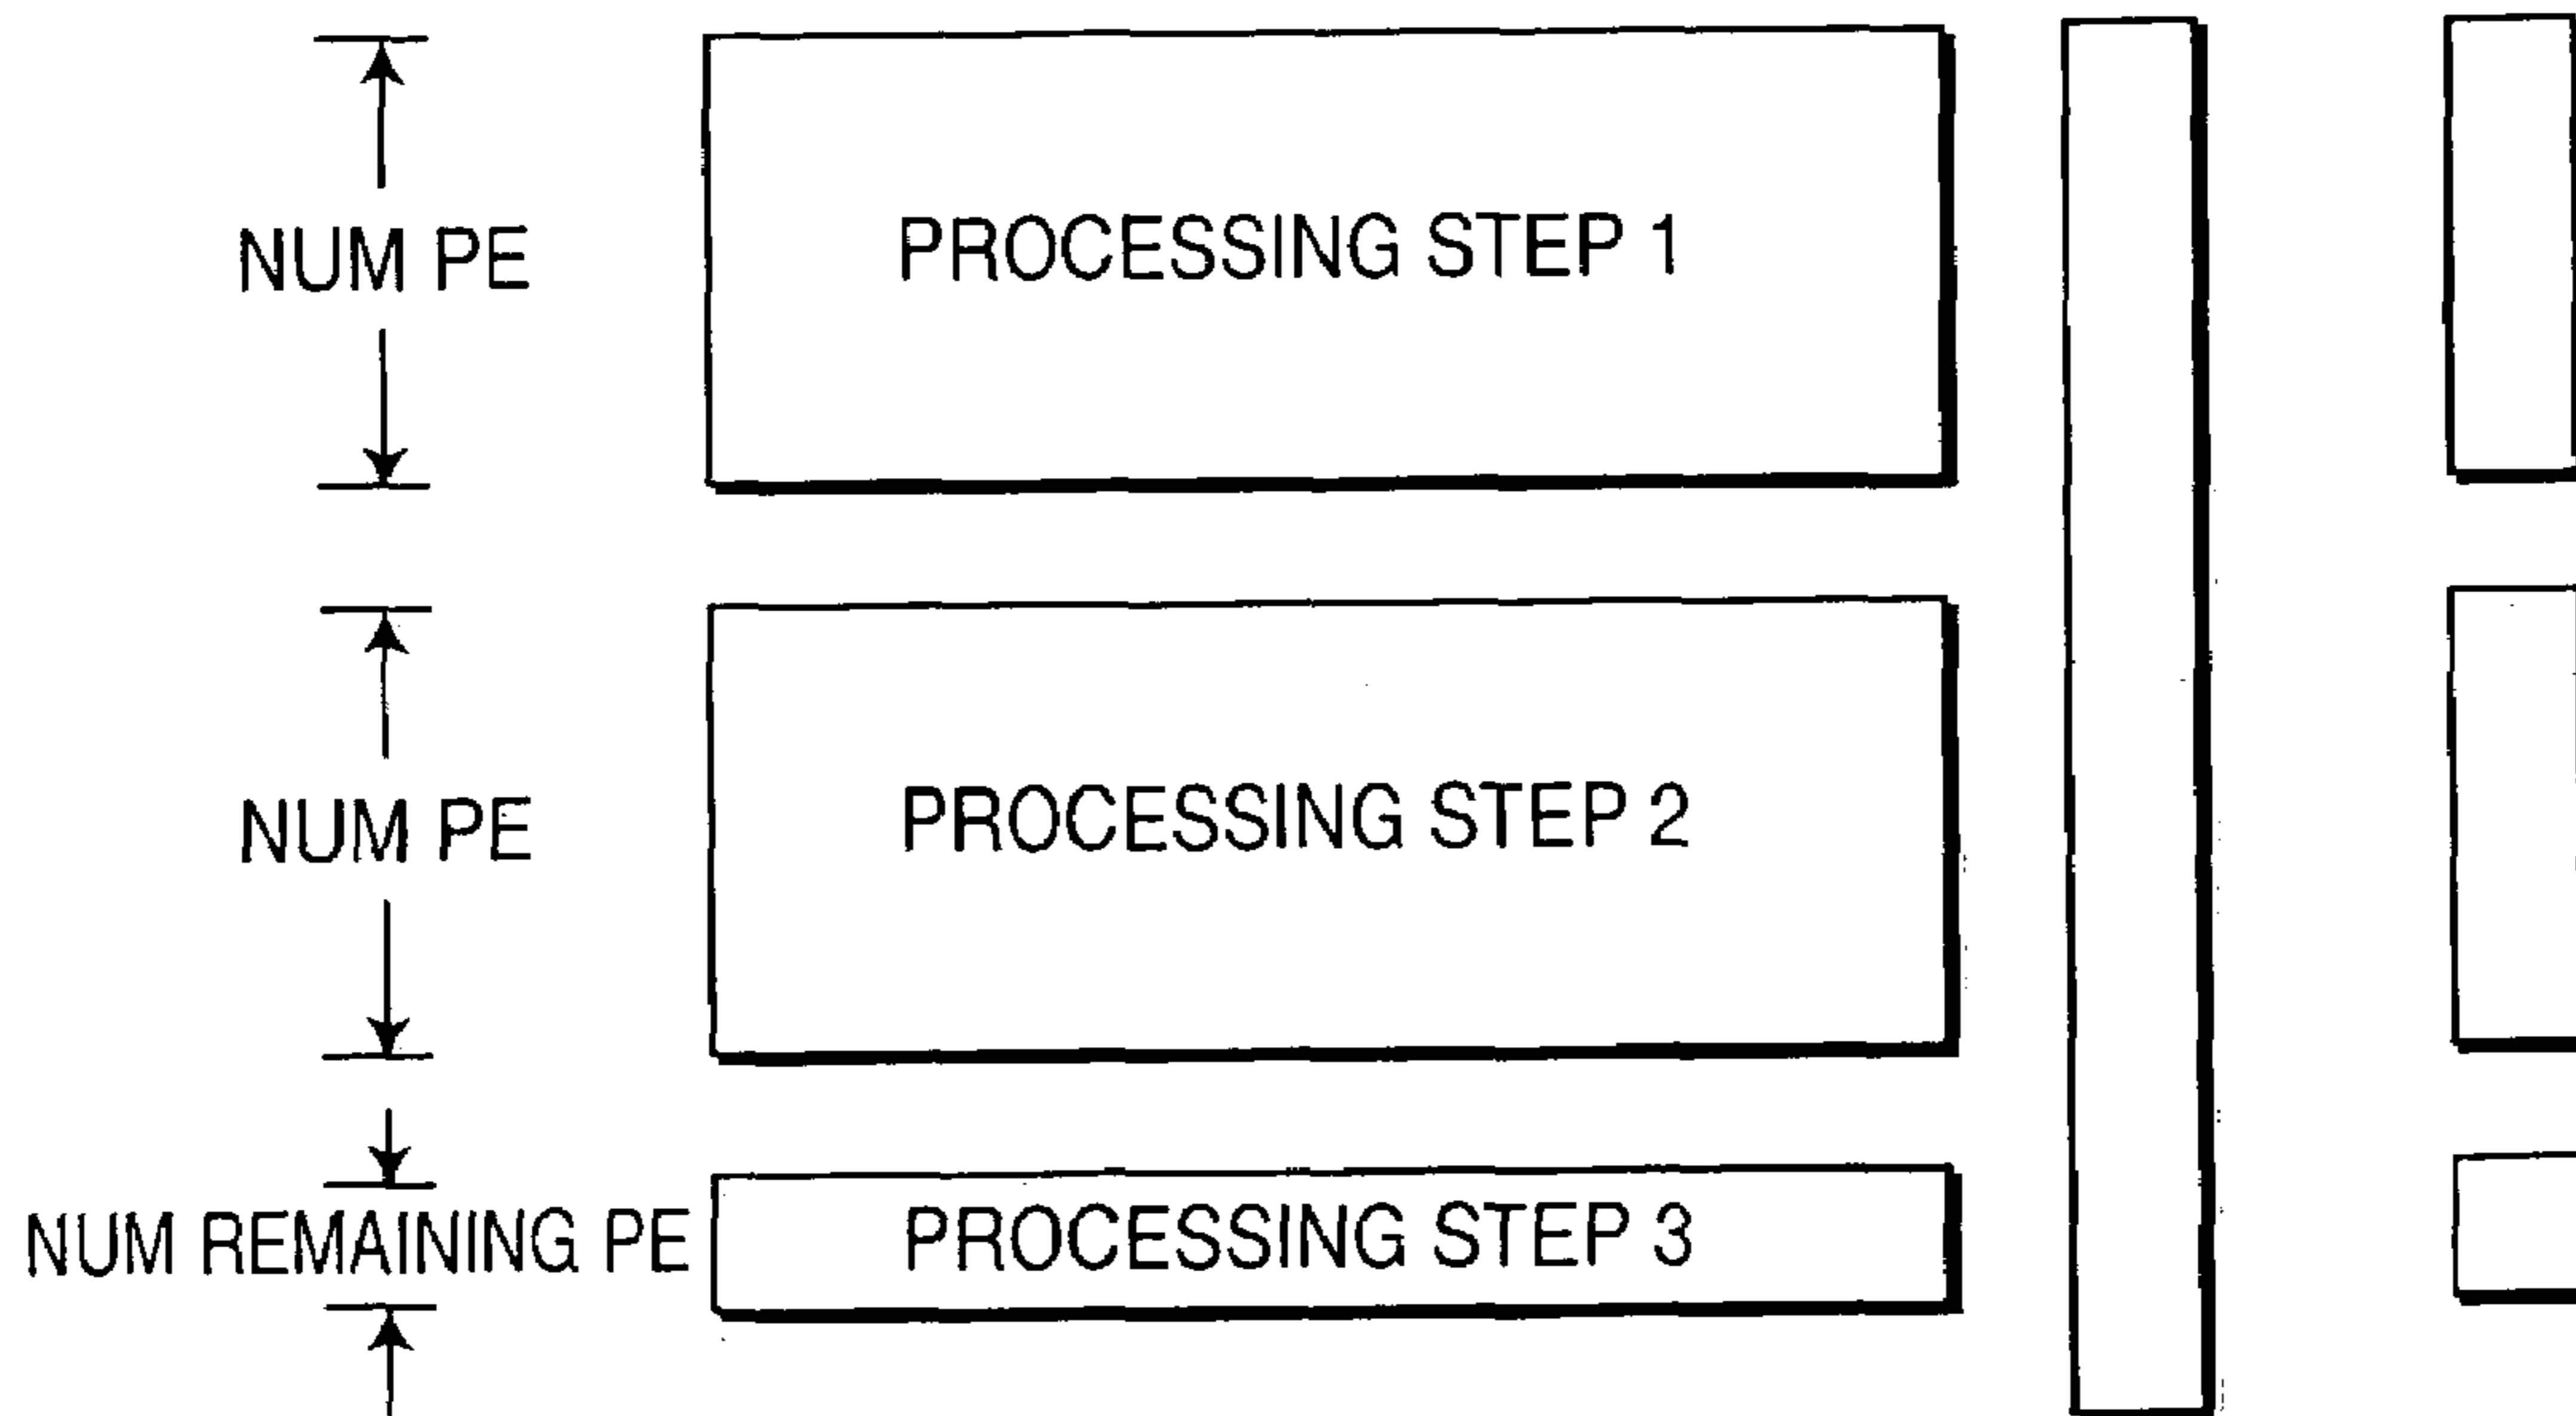 NUM PE
PROCESSING STEP 1
NUM PE
PROCESSING STEP 2
NUM REMAINING PE
PROCESSING STEP 3